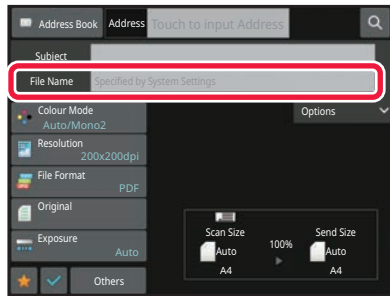 Address Book Address Touch to input Address
Subject
File Name Specified by System Settings
Colour Mode
Auto/Mono2
Options
Resolution
200x200dpi
File Format
PDF
Original
Exposure
Auto
Scan Size
Auto
A4
100%
Send Size
Auto
A4
Others